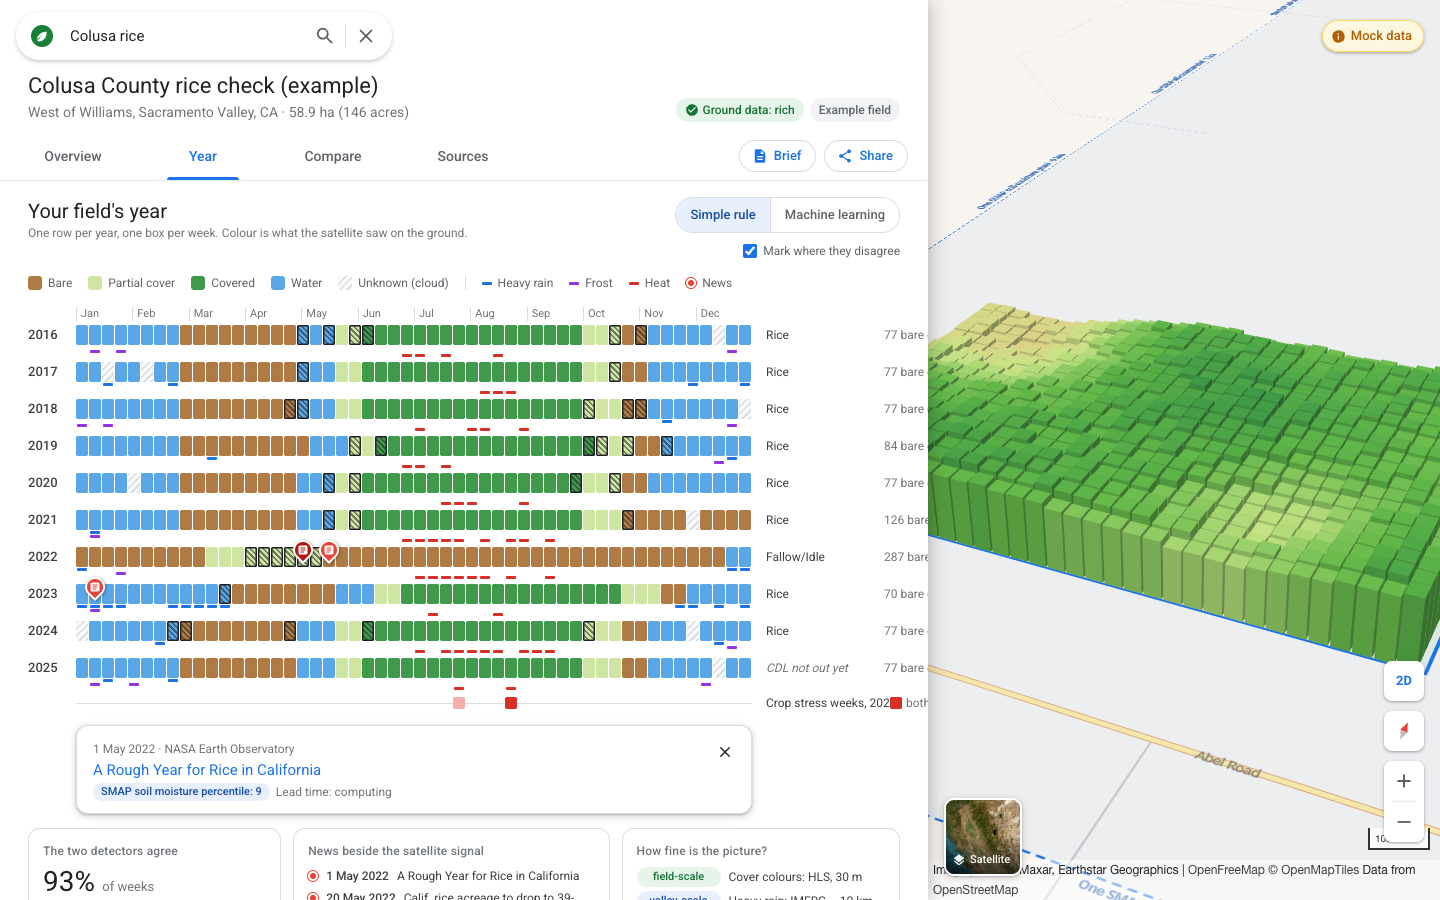 Colusa rice
Mock data
Colusa County rice check (example)
West of Williams, Sacramento Valley, CA · 58.9 ha (146 acres)
Ground data: rich
Example field
Overview
Year
Compare
Sources
Brief
Share
Your field's year
One row per year, one box per week. Colour is what the satellite saw on the ground.
Simple rule
Machine learning
Mark where they disagree
Bare
Partial cover
Covered
Water
Unknown (cloud)
Heavy rain
Frost
Heat
News
Jan Feb Mar Apr May Jun Jul Aug Sep Oct Nov Dec
2016 Rice 77 bare
2017 Rice 77 bare
2018 Rice 77 bare
2019 Rice 84 bare
2020 Rice 77 bare
2021 Rice 126 bare
2022 Fallow/Idle 287 bare
2023 Rice 70 bare
2024 Rice 77 bare
2025 CDL not out yet 77 bare
Crop stress weeks, 202 both
1 May 2022 · NASA Earth Observatory
A Rough Year for Rice in California
SMAP soil moisture percentile: 9 Lead time: computing
The two detectors agree
93% of weeks
News beside the satellite signal
1 May 2022 A Rough Year for Rice in California
20 May 2022 Calif. rice acreage to drop to 39-
How fine is the picture?
field-scale Cover colours: HLS, 30 m
valley-scale Heavy rain: IMERG, ~10 km
2D
Abel Road
Satellite
Maxar, Earthstar Geographics | OpenFreeMap © OpenMapTiles Data from
OpenStreetMap